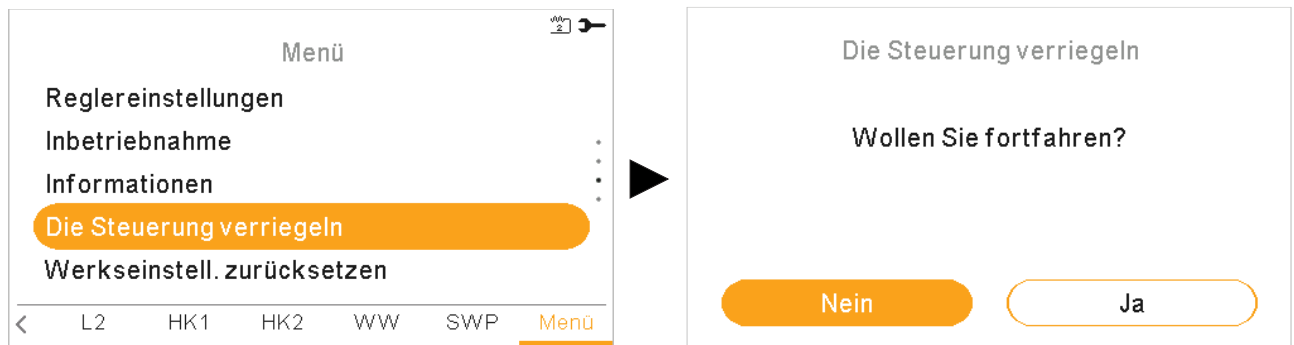 2
Menü
Reglereinstellungen
Inbetriebnahme
Informationen
Die Steuerung verriegeln
Werkseinstell. zurücksetzen
< L2 HK1 HK2 WW SWP Menü
Die Steuerung verriegeln
Wollen Sie fortfahren?
Nein Ja